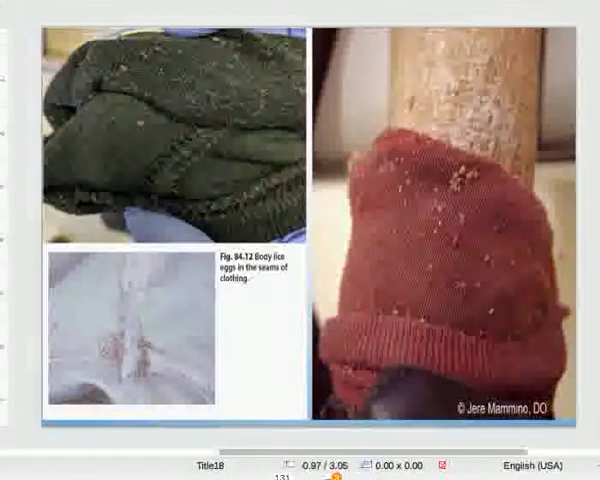 Fig. 84.12 Body lice
eggs in the seams of
clothing.
© Jere Mammino, DO
Title18
-0.97 / 3.05
0.00 x 0.00
English (USA)
131